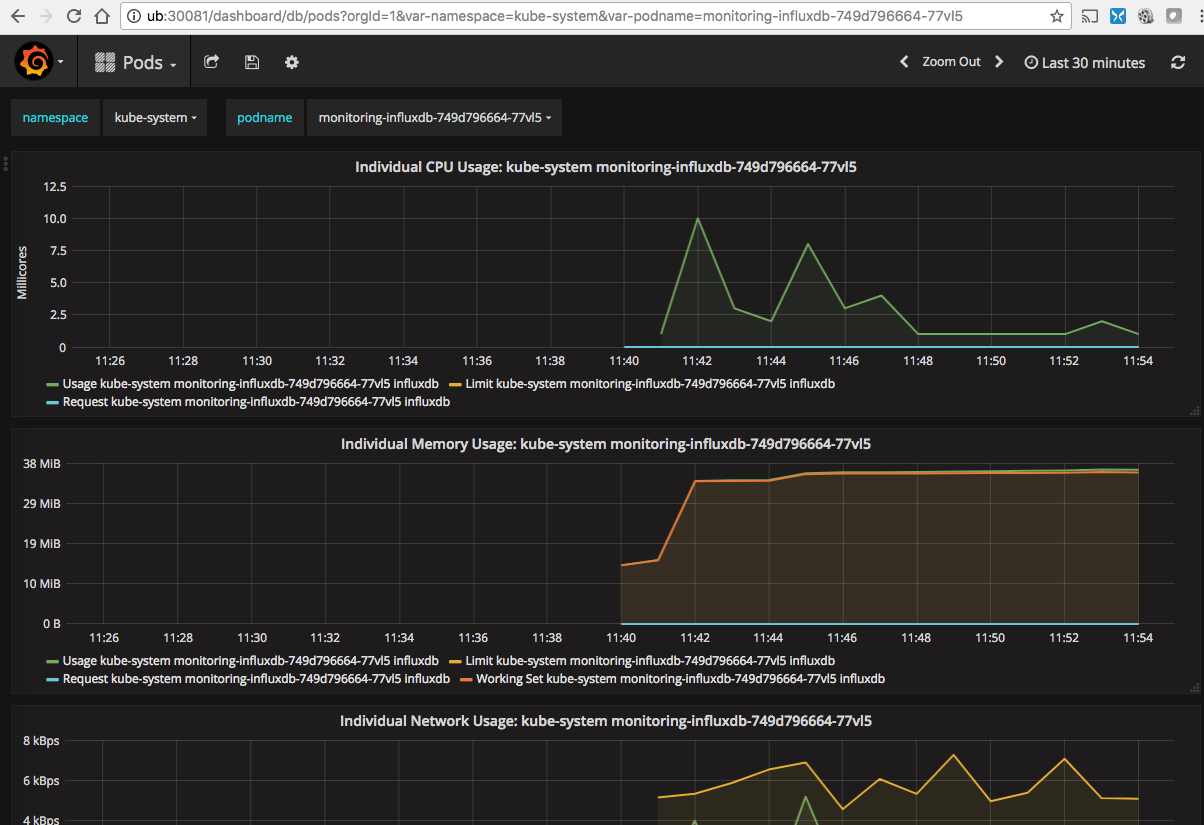 ub:30081/dashboard/db/pods?orgId=1&var-namespace=kube-system&var-podname=monitoring-influxdb-749d796664-77vl5
Pods
Zoom Out
Last 30 minutes
namespace kube-system podname monitoring-influxdb-749d796664-77vl5
Individual CPU Usage: kube-system monitoring-influxdb-749d796664-77vl5
Millicores
12.5
10.0
7.5
5.0
2.5
0
11:26 11:28 11:30 11:32 11:34 11:36 11:38 11:40 11:42 11:44 11:46 11:48 11:50 11:52 11:54
Usage kube-system monitoring-influxdb-749d796664-77vl5 influxdb Limit kube-system monitoring-influxdb-749d796664-77vl5 influxdb
Request kube-system monitoring-influxdb-749d796664-77vl5 influxdb
Individual Memory Usage: kube-system monitoring-influxdb-749d796664-77vl5
38 MiB
29 MiB
19 MiB
10 MiB
0 B
11:26 11:28 11:30 11:32 11:34 11:36 11:38 11:40 11:42 11:44 11:46 11:48 11:50 11:52 11:54
Usage kube-system monitoring-influxdb-749d796664-77vl5 influxdb Limit kube-system monitoring-influxdb-749d796664-77vl5 influxdb
Request kube-system monitoring-influxdb-749d796664-77vl5 influxdb Working Set kube-system monitoring-influxdb-749d796664-77vl5 influxdb
Individual Network Usage: kube-system monitoring-influxdb-749d796664-77vl5
8 kBps
6 kBps
4 kBps